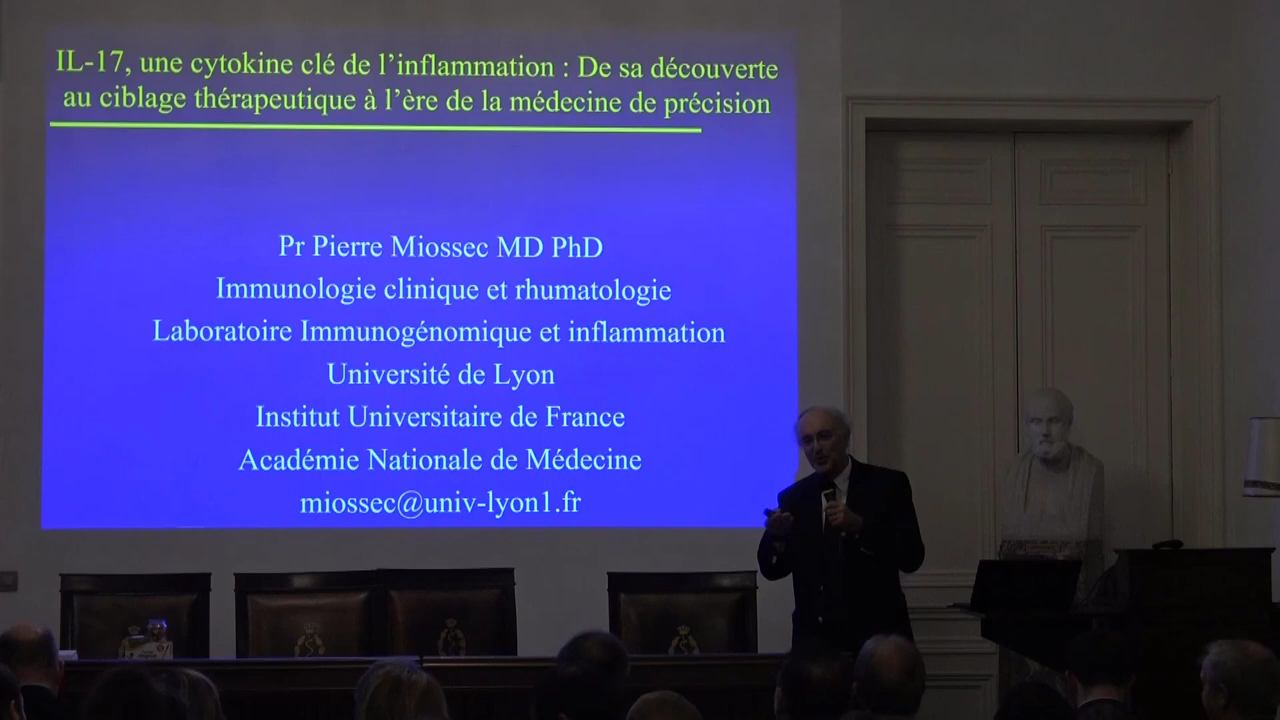 IL-17, une cytokine clé de l’inflammation : De sa découverte
au ciblage thérapeutique à l’ère de la médecine de précision
Pr Pierre Miossec MD PhD
Immunologie clinique et rhumatologie
Laboratoire Immunogénomique et inflammation
Université de Lyon
Institut Universitaire de France
Académie Nationale de Médecine
miossec@univ-lyon1.fr